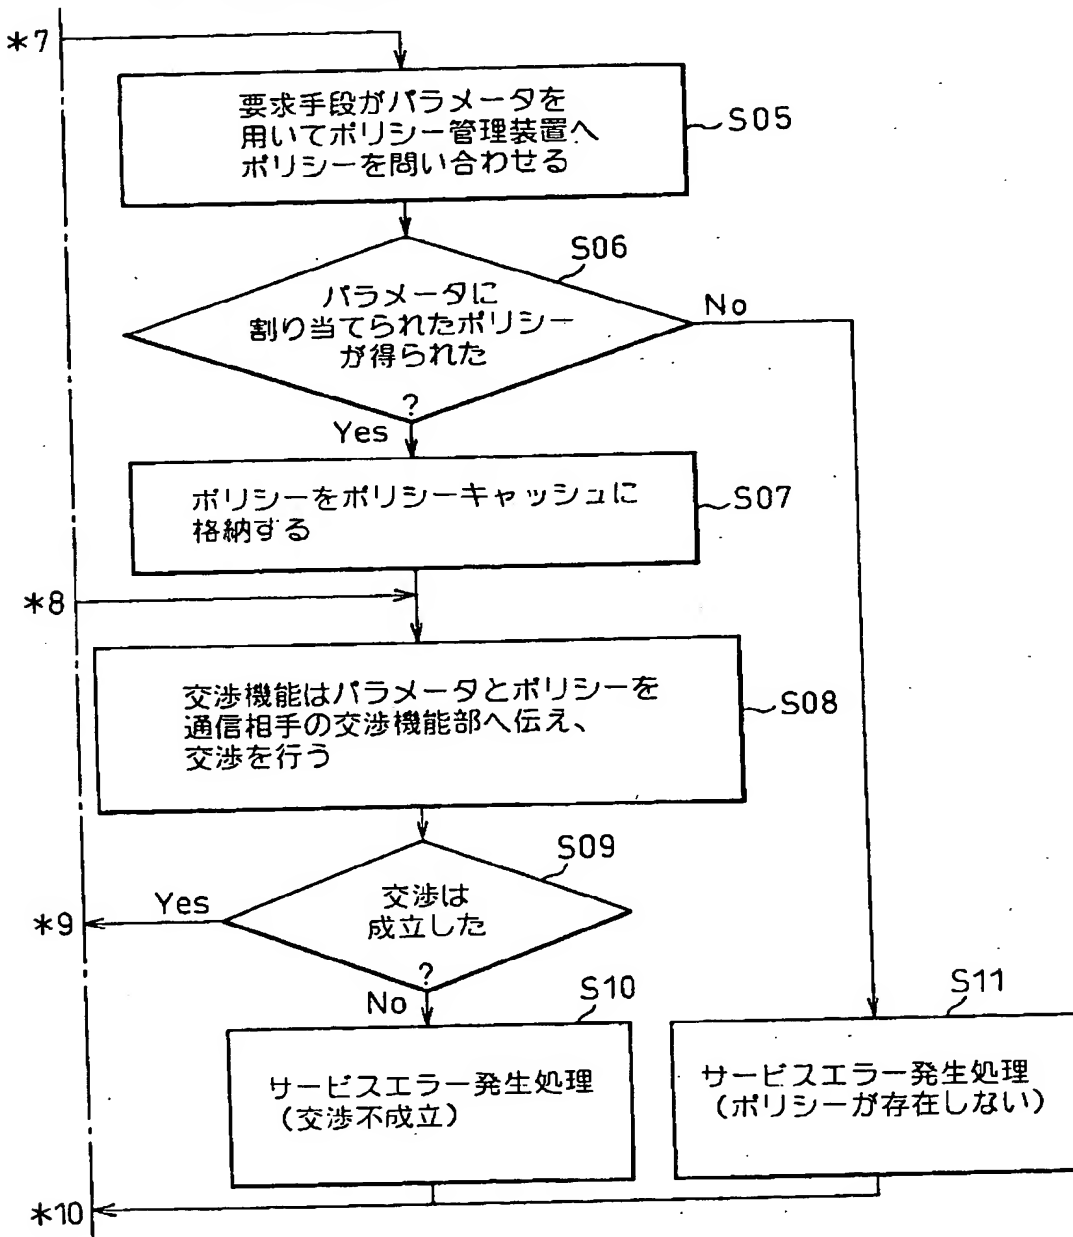 *7
要求手段がパラメータを
用いてポリシー管理装置へ
ポリシーを問い合わせる
S05
S06
パラメータに
割り当てられたポリシー
が得られた
?
No
Yes
ポリシーをポリシーキャッシュに
格納する
S07
*8
交渉機能はパラメータとポリシーを
通信相手の交渉機能部へ伝え、
交渉を行う
S08
S09
交渉は
成立した
?
Yes
*9
No
S10
サービスエラー発生処理
(交渉不成立)
S11
サービスエラー発生処理
(ポリシーが存在しない)
*10